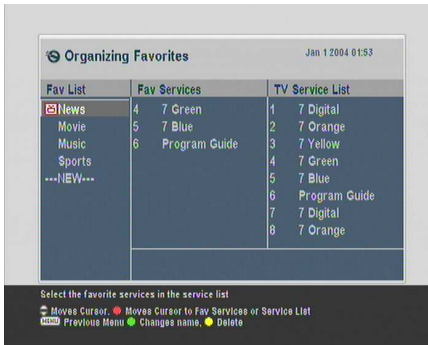 Organizing Favorites
Jan 1 2004 01:53
Fav List Fav Services TV Service List
News 4 7 Green 1 7 Digital
Movie 5 7 Blue 2 7 Orange
Music 6 Program Guide 3 7 Yellow
Sports 4 7 Green
---NEW--- 5 7 Blue
6 Program Guide
7 7 Digital
8 7 Orange
Select the favorite services in the service list
Moves Cursor. Moves Cursor to Fav Services or Service List
MENU Previous Menu Changes name, Delete